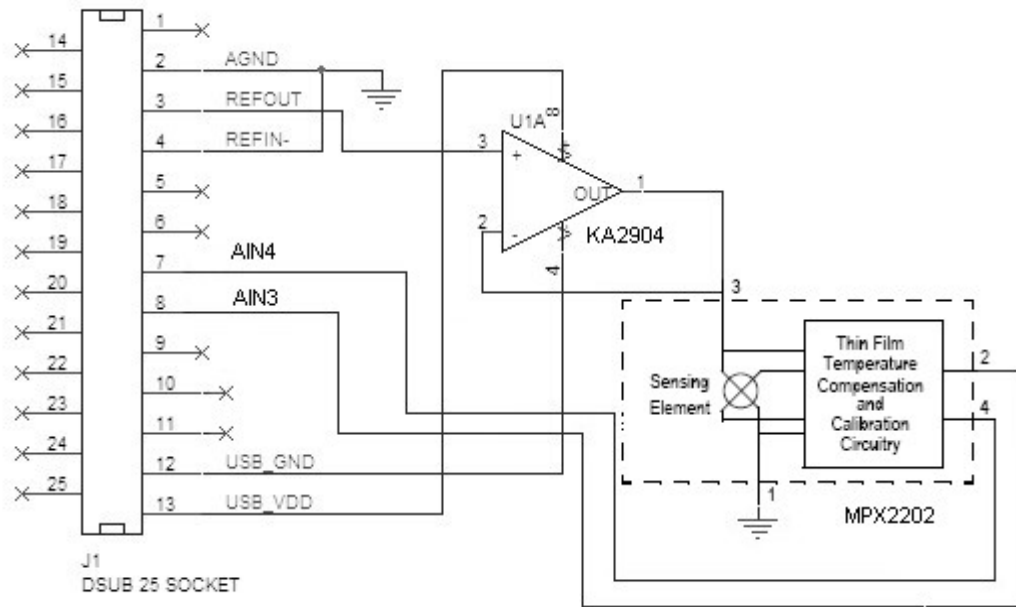 1
14
2
AGND
15
3
REFOUT
16
4
REFIN-
17
5
18
6
19
7
AIN4
20
8
AIN3
21
9
22
10
23
11
24
12
USB_GND
25
13
USB_VDD
J1
DSUB 25 SOCKET
U1A
8
3
+
V+
OUT
1
2
-
V-
4
KA2904
3
Sensing
Element
Thin Film
Temperature
Compensation
and
Calibration
Circuitry
2
4
1
MPX2202